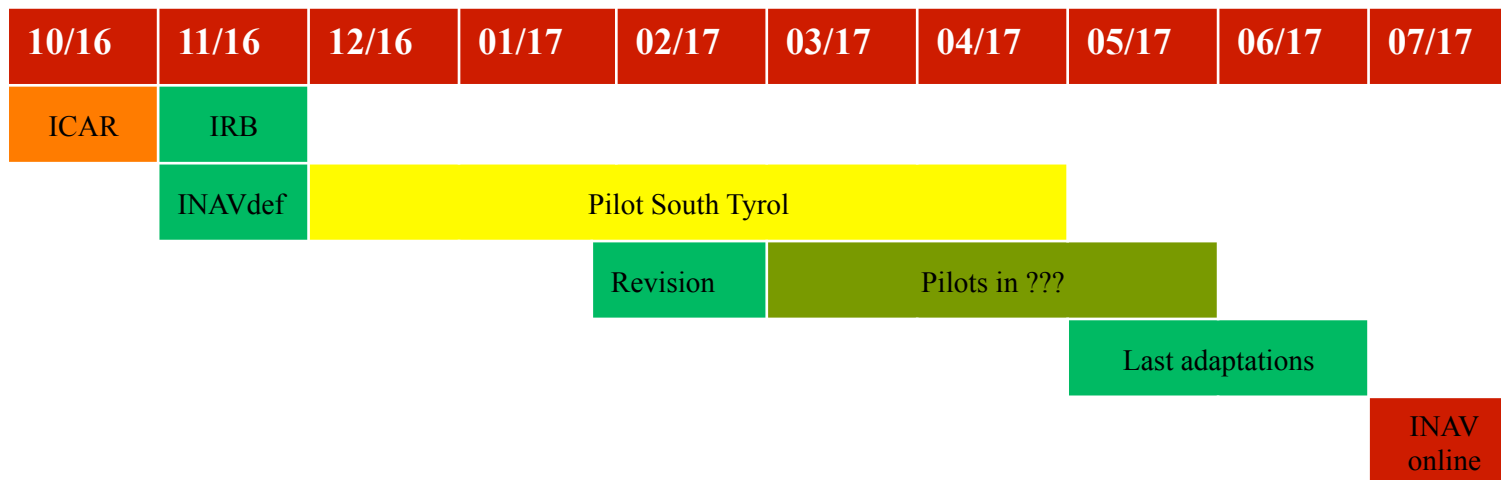 10/16 11/16 12/16 01/17 02/17 03/17 04/17 05/17 06/17 07/17
ICAR IRB
INAVdef Pilot South Tyrol
Revision Pilots in ???
Last adaptations
INAV
online